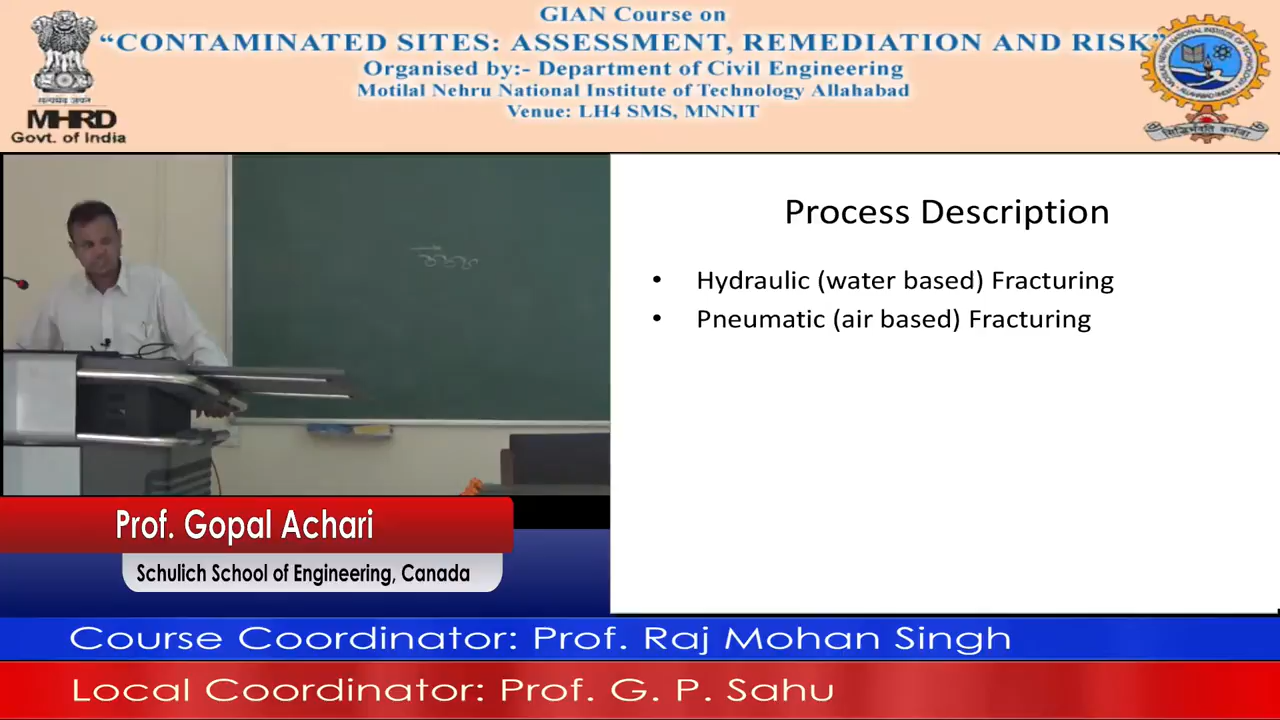 GIAN Course on
“CONTAMINATED SITES: ASSESSMENT, REMEDIATION AND RISK”
Organised by:- Department of Civil Engineering
Motilal Nehru National Institute of Technology Allahabad
Venue: LH4 SMS, MNNIT
सत्यमेव जयते
MHRD
Govt. of India
Process Description
• Hydraulic (water based) Fracturing
• Pneumatic (air based) Fracturing
Prof. Gopal Achari
Schulich School of Engineering, Canada
Course Coordinator: Prof. Raj Mohan Singh
Local Coordinator: Prof. G. P. Sahu